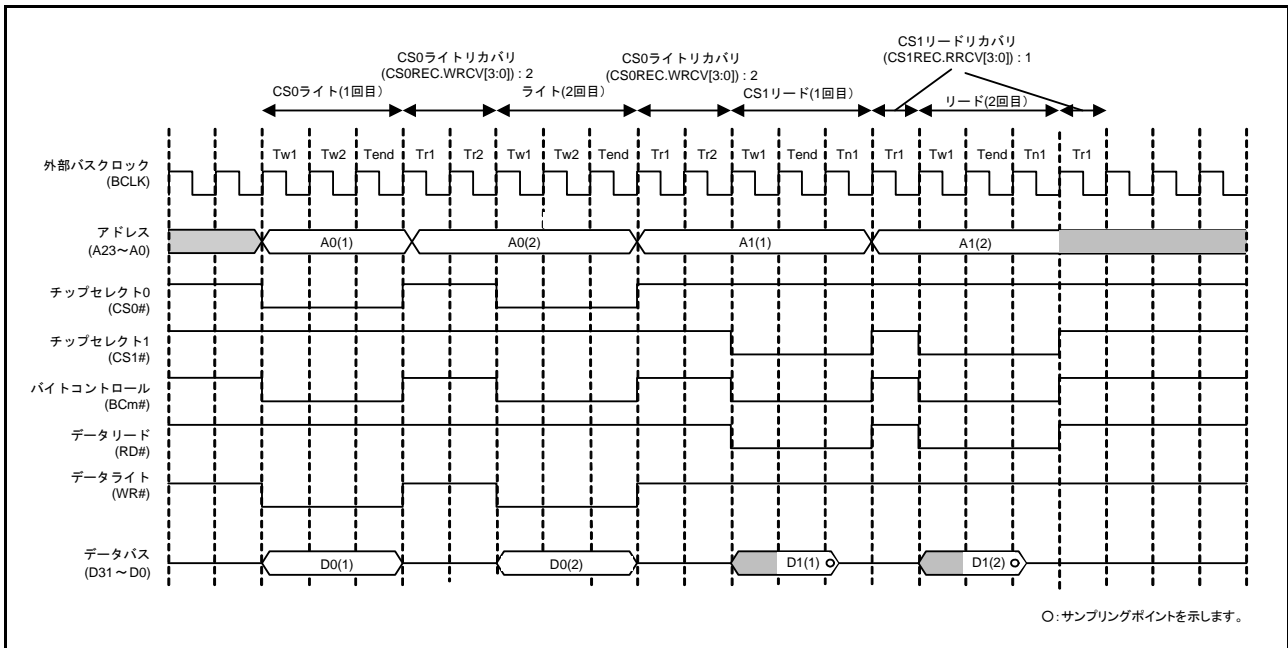 CS0ライトリカバリ
(CS0REC.WRCV[3:0]) : 2
CS0ライトリカバリ
(CS0REC.WRCV[3:0]) : 2
CS1リードリカバリ
(CS1REC.RRCV[3:0]) : 1
CS0ライト(1回目)
ライト(2回目)
CS1リード(1回目)
リード(2回目)
Tw1 Tw2 Tend Tr1 Tr2 Tw1 Tw2 Tend Tr1 Tr2 Tw1 Tend Tn1 Tr1 Tw1 Tend Tn1 Tr1
外部バスクロック
(BCLK)
アドレス
(A23～A0)
A0(1) A0(2) A1(1) A1(2)
チップセレクト0
(CS0#)
チップセレクト1
(CS1#)
バイトコントロール
(BCm#)
データリード
(RD#)
データライト
(WR#)
データバス
(D31～D0)
D0(1) D0(2) D1(1) D1(2)
○:サンプリングポイントを示します。